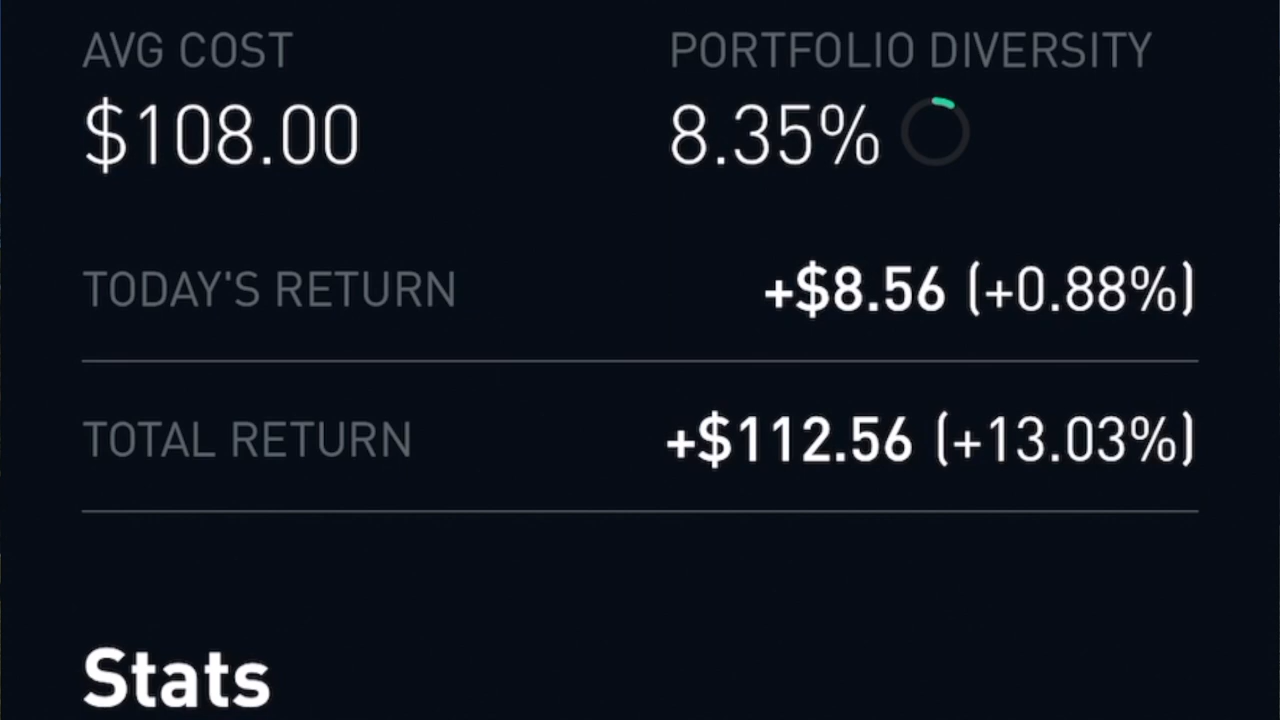 AVG COST
PORTFOLIO DIVERSITY
$108.00
8.35%
TODAY'S RETURN
+$8.56 (+0.88%)
TOTAL RETURN
+$112.56 (+13.03%)
Stats